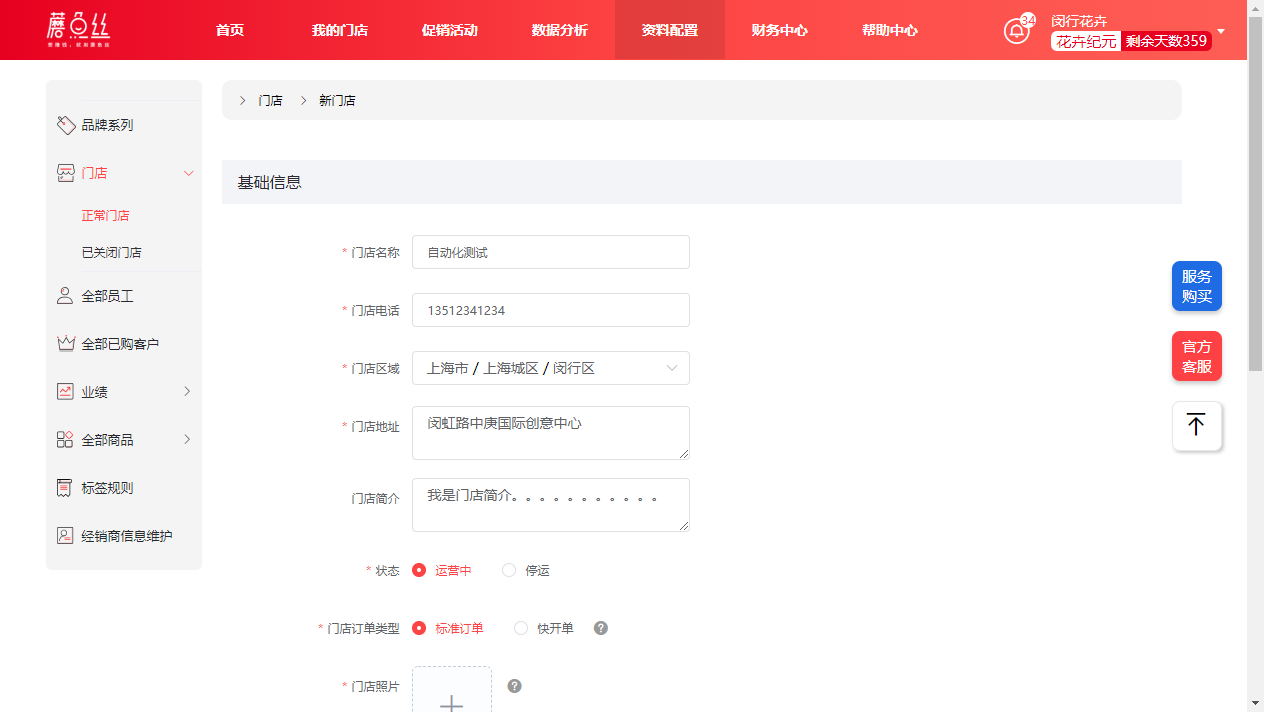 蘑点丝
首页
我的门店
促销活动
数据分析
资料配置
财务中心
帮助中心
34
闵行花卉
花卉纪元 剩余天数359
品牌系列
门店
正常门店
已关闭门店
全部员工
全部已购客户
业绩
全部商品
标签规则
经销商信息维护
门店
新门店
基础信息
* 门店名称 自动化测试
* 门店电话 13512341234
* 门店区域 上海市 / 上海城区 / 闵行区
* 门店地址 闵虹路中庚国际创意中心
门店简介 我是门店简介。。。。。。。。。。。
* 状态 运营中 停运
* 门店订单类型 标准订单 快开单 ?
* 门店照片 ?
服务
购买
官方
客服